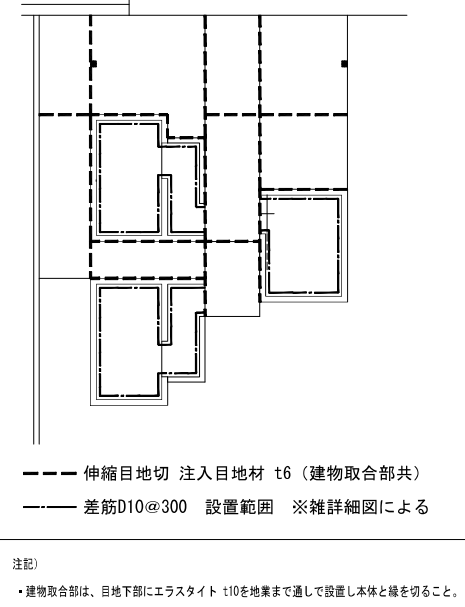 伸縮目地切 注入目地材 t6（建物取合部共）
差筋D10＠300　設置範囲　※雑詳細図による
注記）
・建物取合部は、目地下部にエラスタイト t10を地業まで通しで設置し本体と縁を切ること。